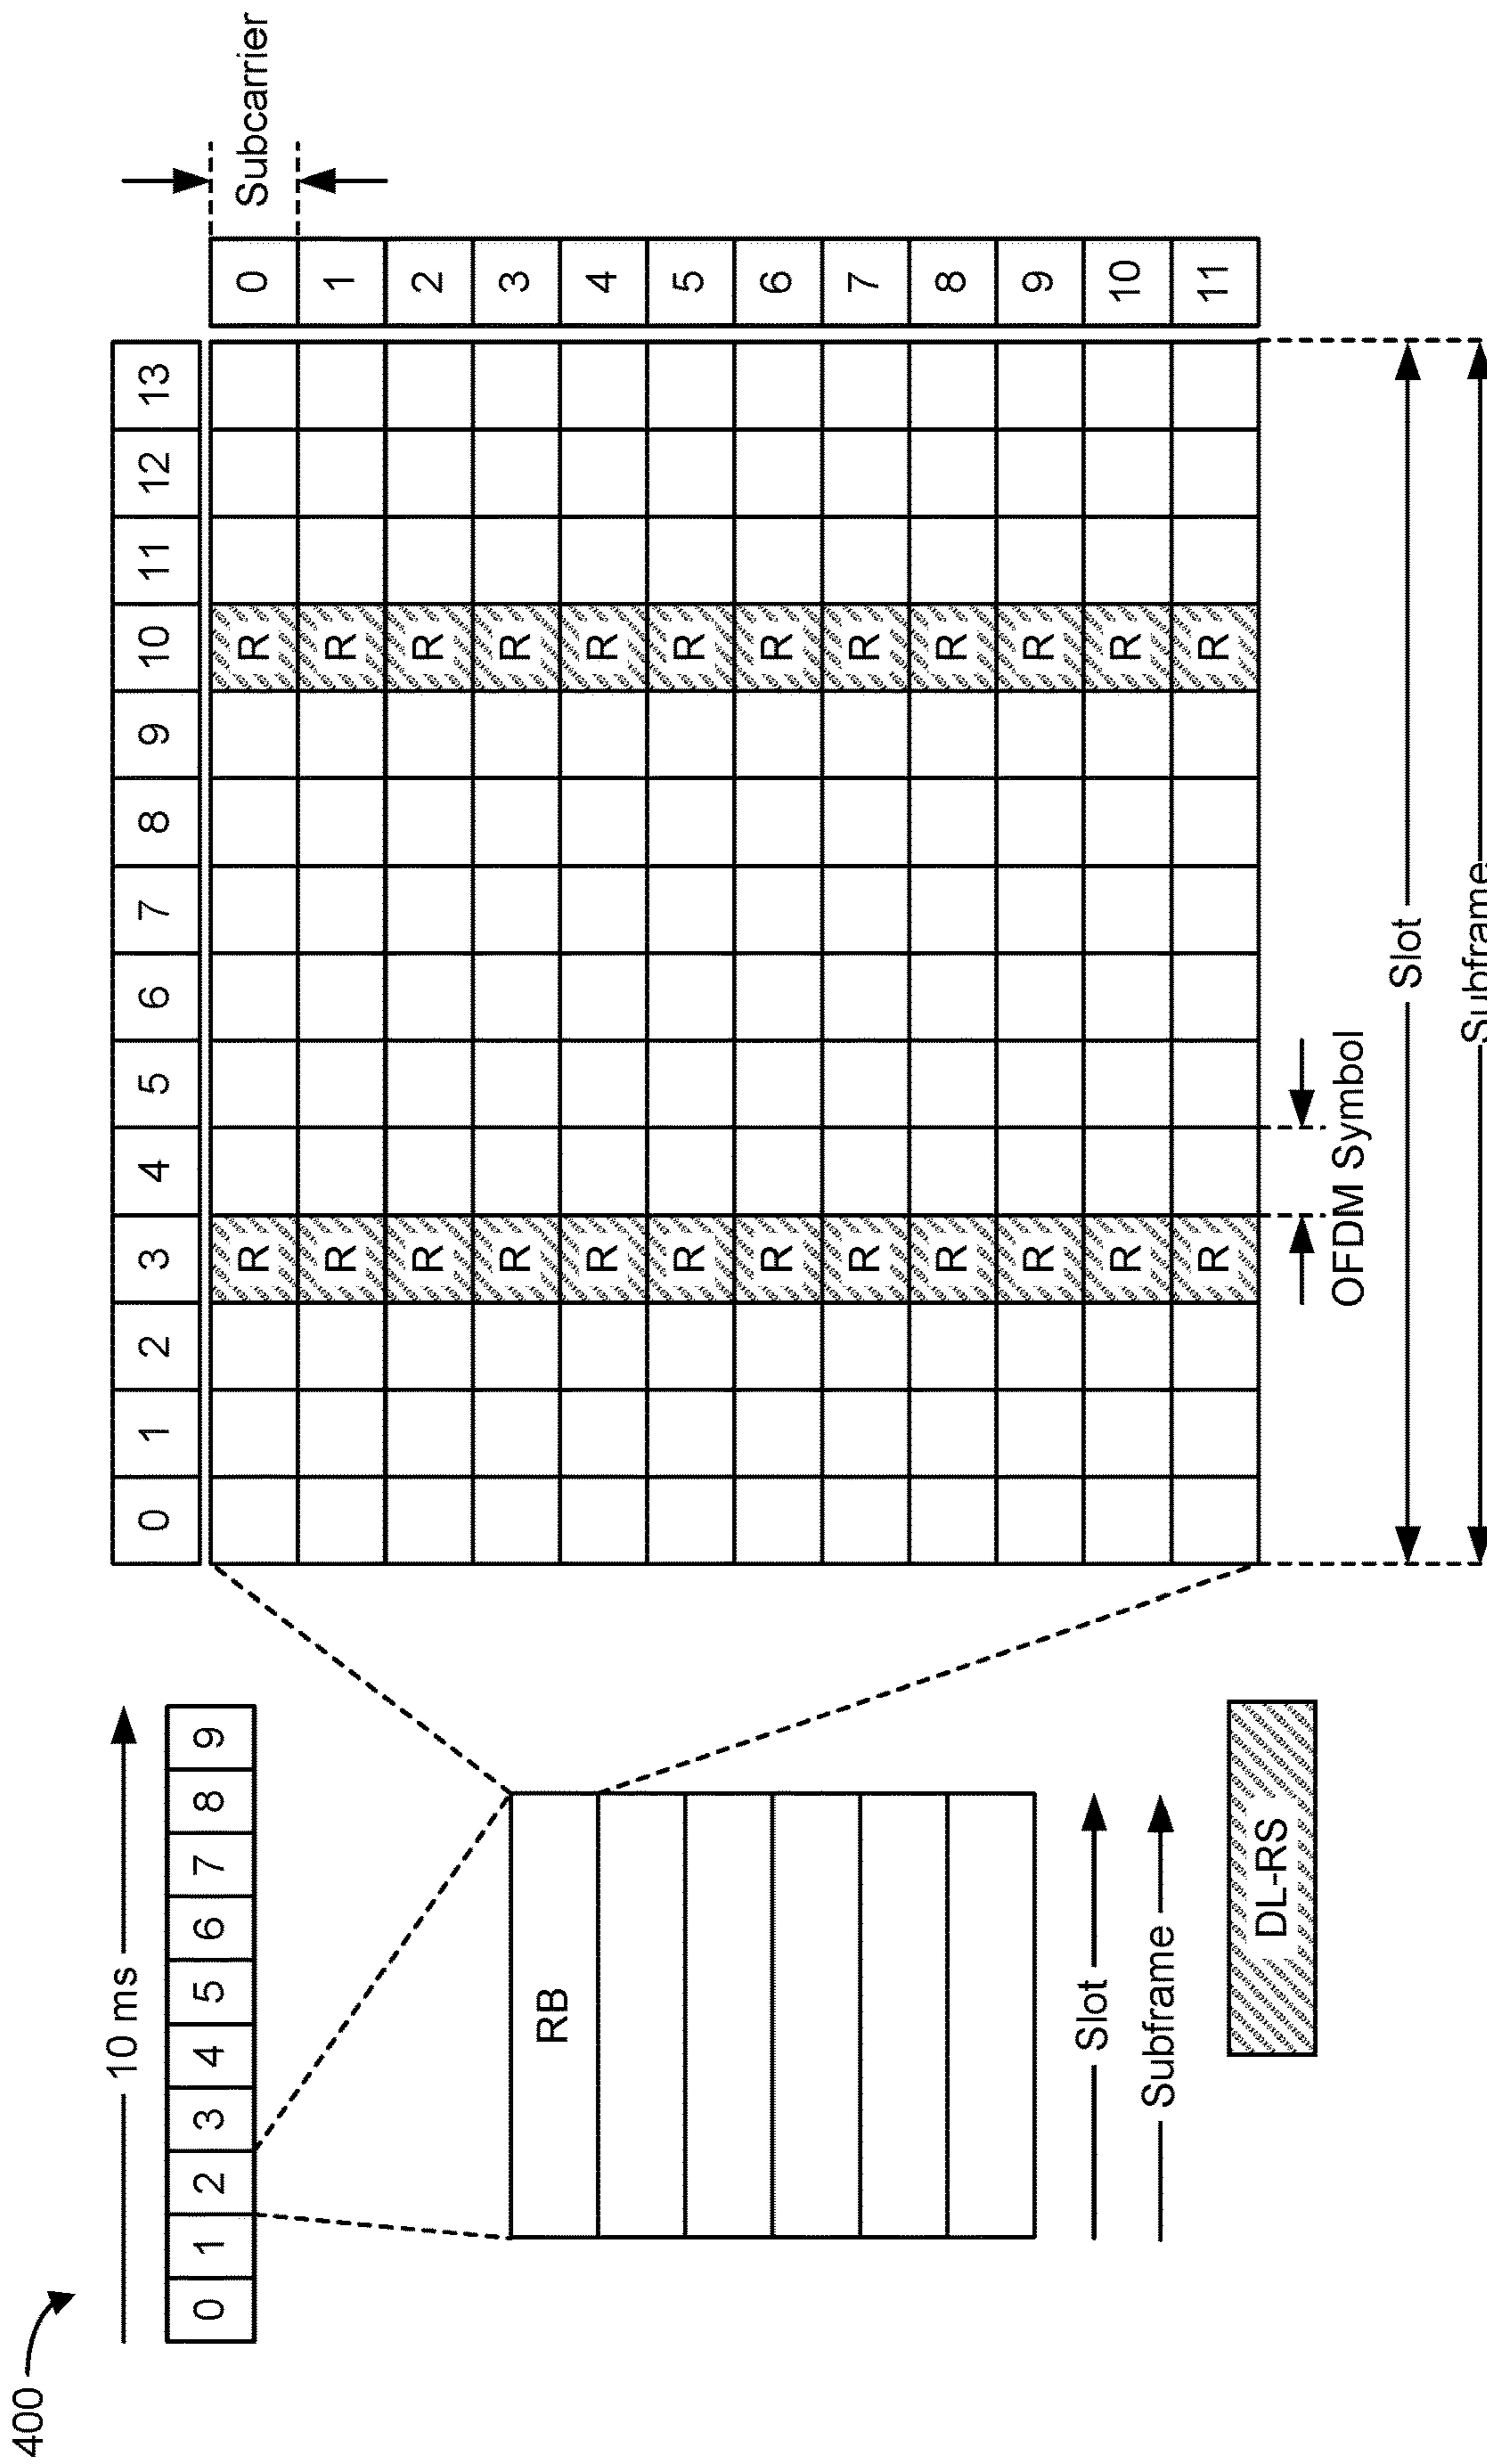 400
10 ms
0 1 2 3 4 5 6 7 8 9
RB
Slot
Subframe
DL-RS
0 1 2 3 4 5 6 7 8 9 10 11 12 13
Subcarrier
R R 0
R R 1
R R 2
R R 3
R R 4
R R 5
R R 6
R R 7
R R 8
R R 9
R R 10
R R 11
OFDM Symbol
Slot
Subframe